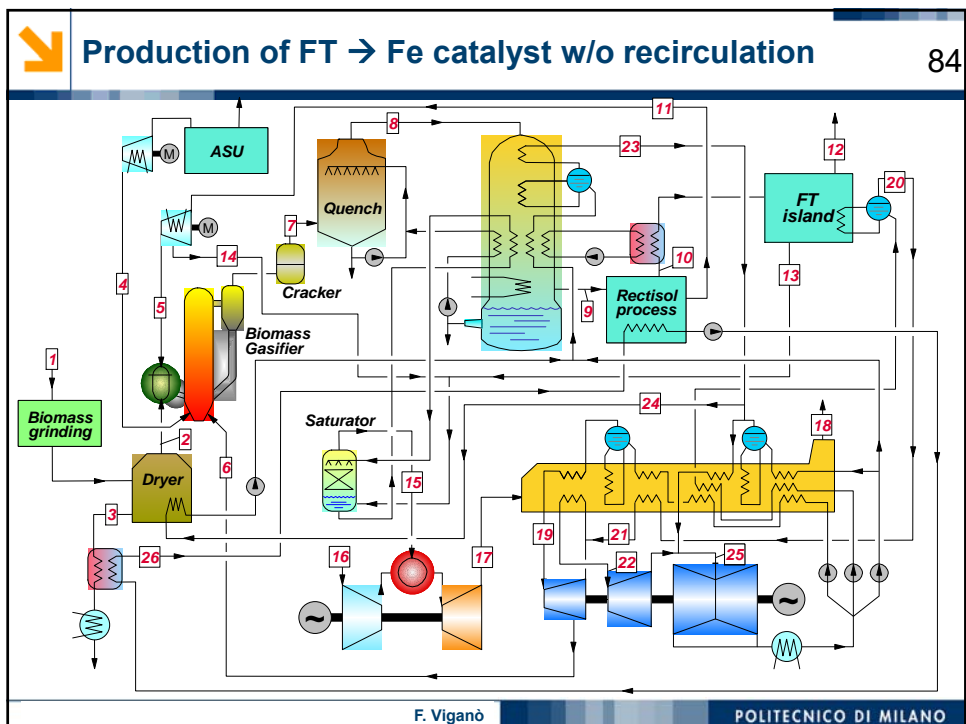 Production of FT → Fe catalyst w/o recirculation
84
11
8
M
ASU
23
12
20
Quench
FT
island
M
7
14
10
13
4
5
Cracker
9
Rectisol
process
Biomass
Gasifier
1
24
Biomass
grinding
Saturator
18
2
6
Dryer
15
3
19
21
26
16
17
22
25
~
~
F. Viganò
POLITECNICO DI MILANO